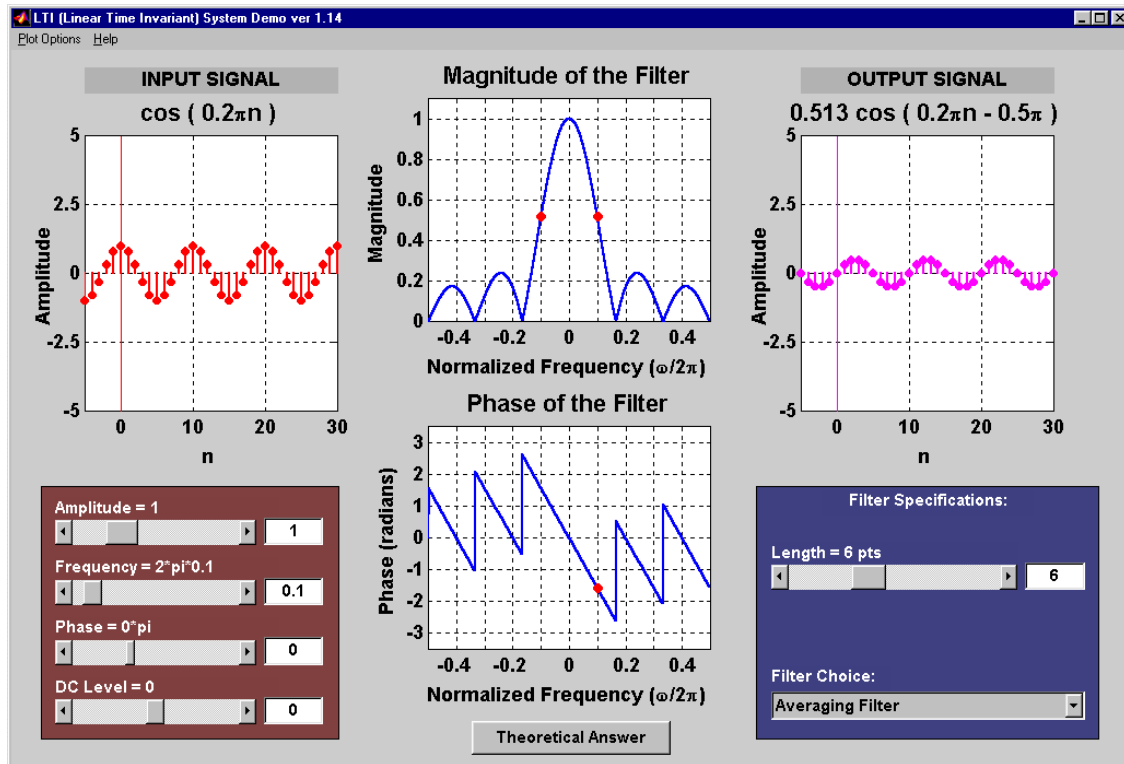 LTI (Linear Time Invariant) System Demo ver 1.14
Plot Options Help
INPUT SIGNAL
cos ( 0.2πn )
5
2.5
0
-2.5
-5
Amplitude
0 10 20 30
n
Magnitude of the Filter
1
0.8
0.6
0.4
0.2
0
Magnitude
-0.4 -0.2 0 0.2 0.4
Normalized Frequency (ω/2π)
Phase of the Filter
3
2
1
0
-1
-2
-3
Phase (radians)
-0.4 -0.2 0 0.2 0.4
Normalized Frequency (ω/2π)
Theoretical Answer
OUTPUT SIGNAL
0.513 cos ( 0.2πn - 0.5π )
5
2.5
0
-2.5
-5
Amplitude
0 10 20 30
n
Amplitude = 1
1
Frequency = 2*pi*0.1
0.1
Phase = 0*pi
0
DC Level = 0
0
Filter Specifications:
Length = 6 pts
6
Filter Choice:
Averaging Filter